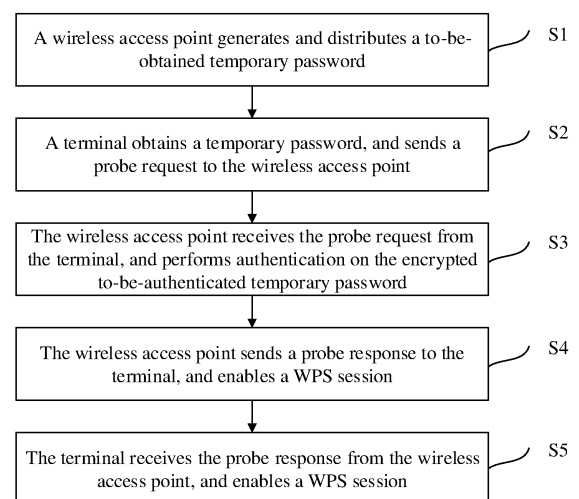 A wireless access point generates and distributes a to-be-
obtained temporary password
S1
A terminal obtains a temporary password, and sends a
probe request to the wireless access point
S2
The wireless access point receives the probe request from
the terminal, and performs authentication on the encrypted
to-be-authenticated temporary password
S3
The wireless access point sends a probe response to the
terminal, and enables a WPS session
S4
The terminal receives the probe response from the wireless
access point, and enables a WPS session
S5